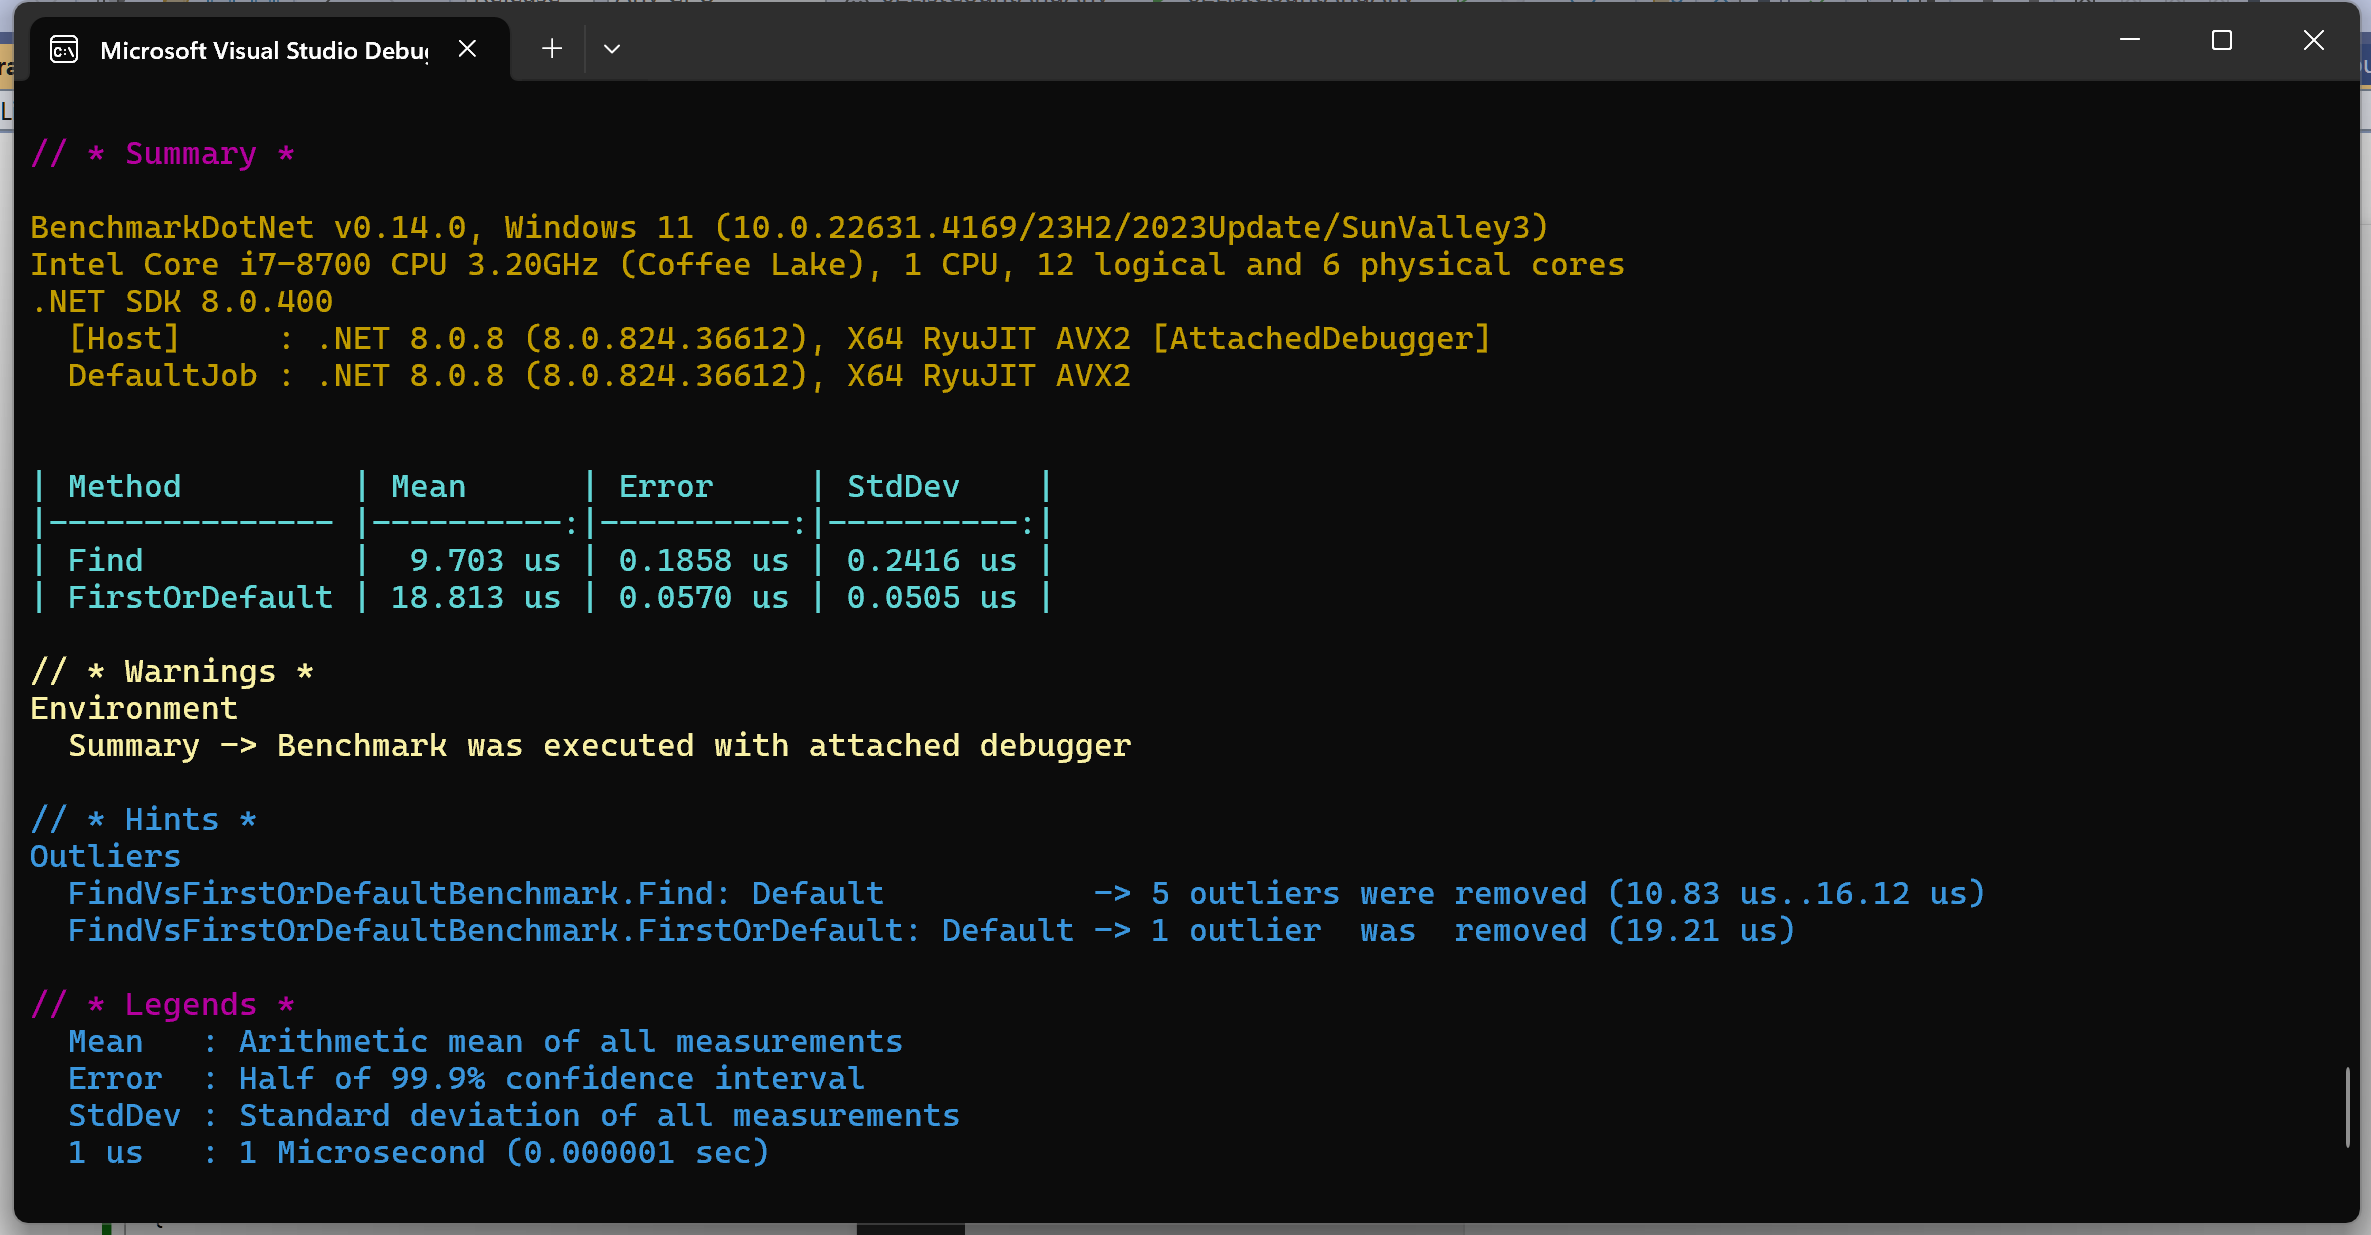 Microsoft Visual Studio Debug
// * Summary *
BenchmarkDotNet v0.14.0, Windows 11 (10.0.22631.4169/23H2/2023Update/SunValley3)
Intel Core i7-8700 CPU 3.20GHz (Coffee Lake), 1 CPU, 12 logical and 6 physical cores
.NET SDK 8.0.400
  [Host]     : .NET 8.0.8 (8.0.824.36612), X64 RyuJIT AVX2 [AttachedDebugger]
  DefaultJob : .NET 8.0.8 (8.0.824.36612), X64 RyuJIT AVX2
| Method         | Mean      | Error     | StdDev    |
|--------------- |----------:|----------:|----------:|
| Find           |  9.703 us | 0.1858 us | 0.2416 us |
| FirstOrDefault | 18.813 us | 0.0570 us | 0.0505 us |
// * Warnings *
Environment
  Summary -> Benchmark was executed with attached debugger
// * Hints *
Outliers
  FindVsFirstOrDefaultBenchmark.Find: Default           -> 5 outliers were removed (10.83 us..16.12 us)
  FindVsFirstOrDefaultBenchmark.FirstOrDefault: Default -> 1 outlier  was  removed (19.21 us)
// * Legends *
  Mean   : Arithmetic mean of all measurements
  Error  : Half of 99.9% confidence interval
  StdDev : Standard deviation of all measurements
  1 us   : 1 Microsecond (0.000001 sec)